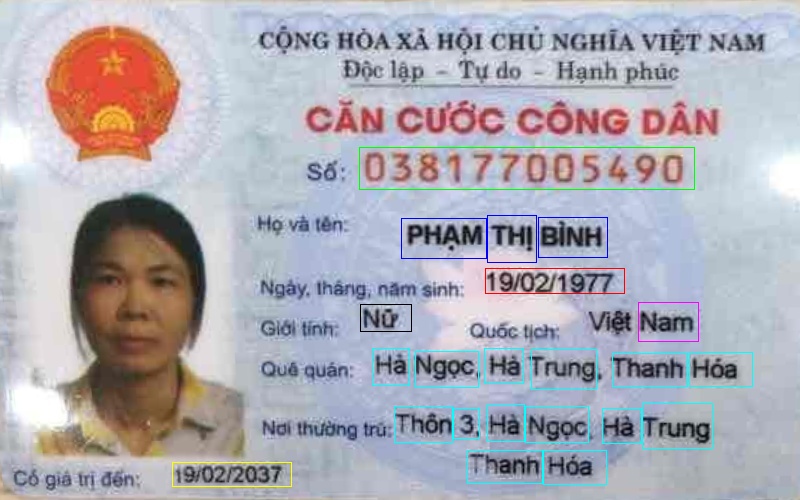 CỘNG HÒA XÃ HỘI CHỦ NGHĨA VIỆT NAM
Độc lập - Tự do - Hạnh phúc
CĂN CƯỚC CÔNG DÂN
Số: 038177005490
Họ và tên: PHẠM THỊ BÌNH
Ngày, tháng, năm sinh: 19/02/1977
Giới tính: Nữ Quốc tịch: Việt Nam
Quê quán: Hà Ngọc, Hà Trung, Thanh Hóa
Nơi thường trú: Thôn 3, Hà Ngọc, Hà Trung
Thanh Hóa
Có giá trị đến: 19/02/2037